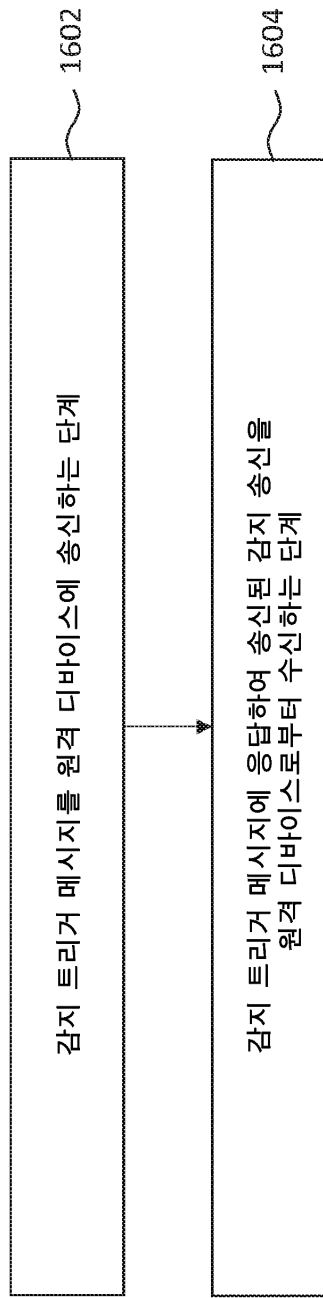 감지 트리거 메시지를 원격 디바이스에 송신하는 단계
1602
감지 트리거 메시지에 응답하여 송신된 감지 송신을
원격 디바이스로부터 수신하는 단계
1604